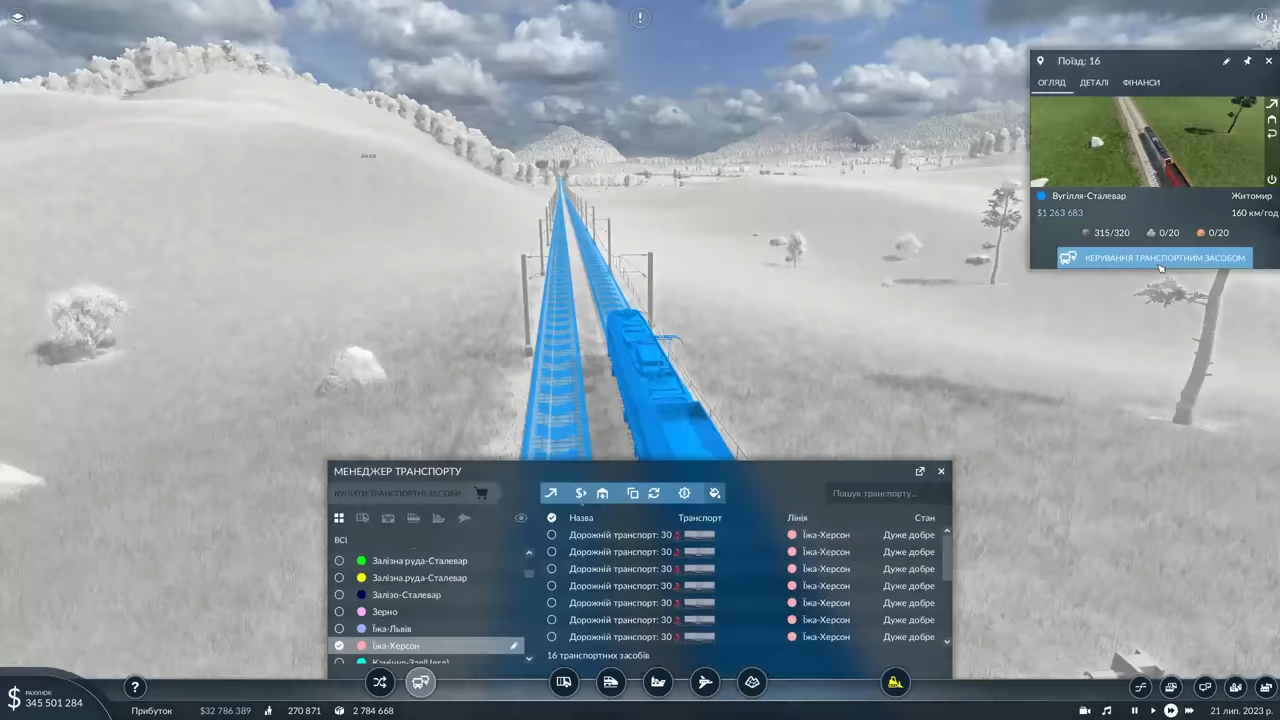 Поїзд: 16
ОГЛЯД ДЕТАЛІ ФІНАНСИ
Вугілля-Сталевар Житомир
$1 263 683 160 км/год
315/320 0/20 0/20
КЕРУВАННЯ ТРАНСПОРТНИМ ЗАСОБОМ
МЕНЕДЖЕР ТРАНСПОРТУ
КУПИТИ ТРАНСПОРТНІ ЗАСОБИ
Пошук транспорту...
ВСІ
Залізна руда-Сталевар
Залізна.руда-Сталевар
Залізо-Сталевар
Зерно
Їжа-Львів
Їжа-Херсон
Назва Транспорт Лінія Стан
Дорожній транспорт: 30 Їжа-Херсон Дуже добре
Дорожній транспорт: 30 Їжа-Херсон Дуже добре
Дорожній транспорт: 30 Їжа-Херсон Дуже добре
Дорожній транспорт: 30 Їжа-Херсон Дуже добре
Дорожній транспорт: 30 Їжа-Херсон Дуже добре
Дорожній транспорт: 30 Їжа-Херсон Дуже добре
Дорожній транспорт: 30 Їжа-Херсон Дуже добре
16 транспортних засобів
РАХУНОК
$ 345 501 284
?
Прибуток $32 786 389 270 871 2 784 668
21 лип. 2023 р.